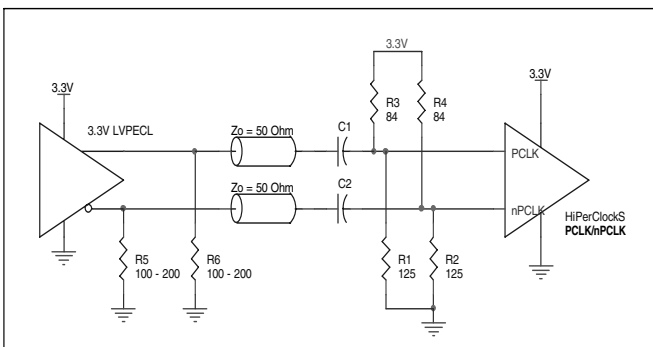 3.3V
3.3V
3.3V
R3
84
R4
84
3.3V LVPECL
Zo = 50 Ohm
C1
PCLK
Zo = 50 Ohm
C2
nPCLK
HiPerClockS
PCLK/nPCLK
R5
100 - 200
R6
100 - 200
R1
125
R2
125